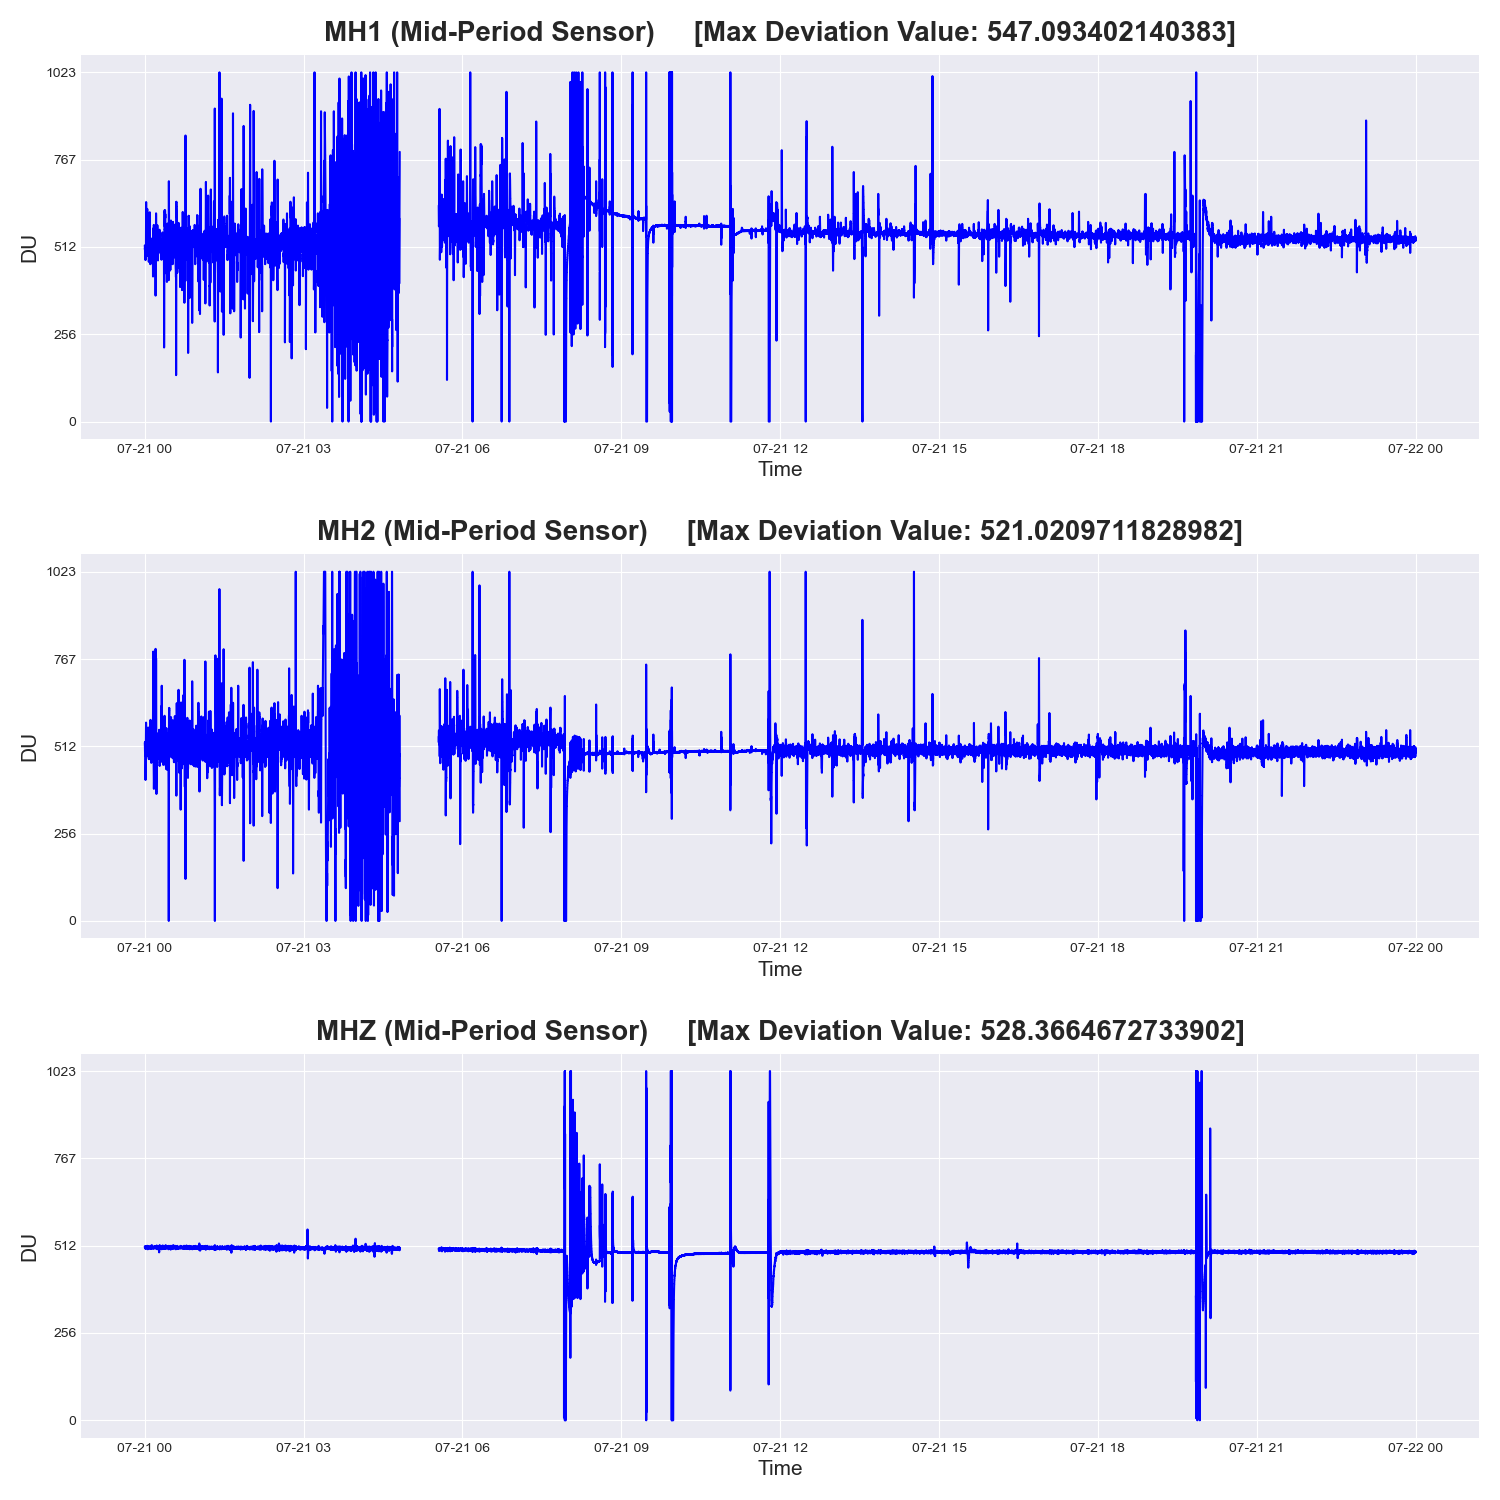 MH1 (Mid-Period Sensor) [Max Deviation Value: 547.093402140383]
1023
767
512
256
0
DU
07-21 00 07-21 03 07-21 06 07-21 09 07-21 12 07-21 15 07-21 18 07-21 21 07-22 00
Time
MH2 (Mid-Period Sensor) [Max Deviation Value: 521.0209711828982]
1023
767
512
256
0
DU
07-21 00 07-21 03 07-21 06 07-21 09 07-21 12 07-21 15 07-21 18 07-21 21 07-22 00
Time
MHZ (Mid-Period Sensor) [Max Deviation Value: 528.3664672733902]
1023
767
512
256
0
DU
07-21 00 07-21 03 07-21 06 07-21 09 07-21 12 07-21 15 07-21 18 07-21 21 07-22 00
Time